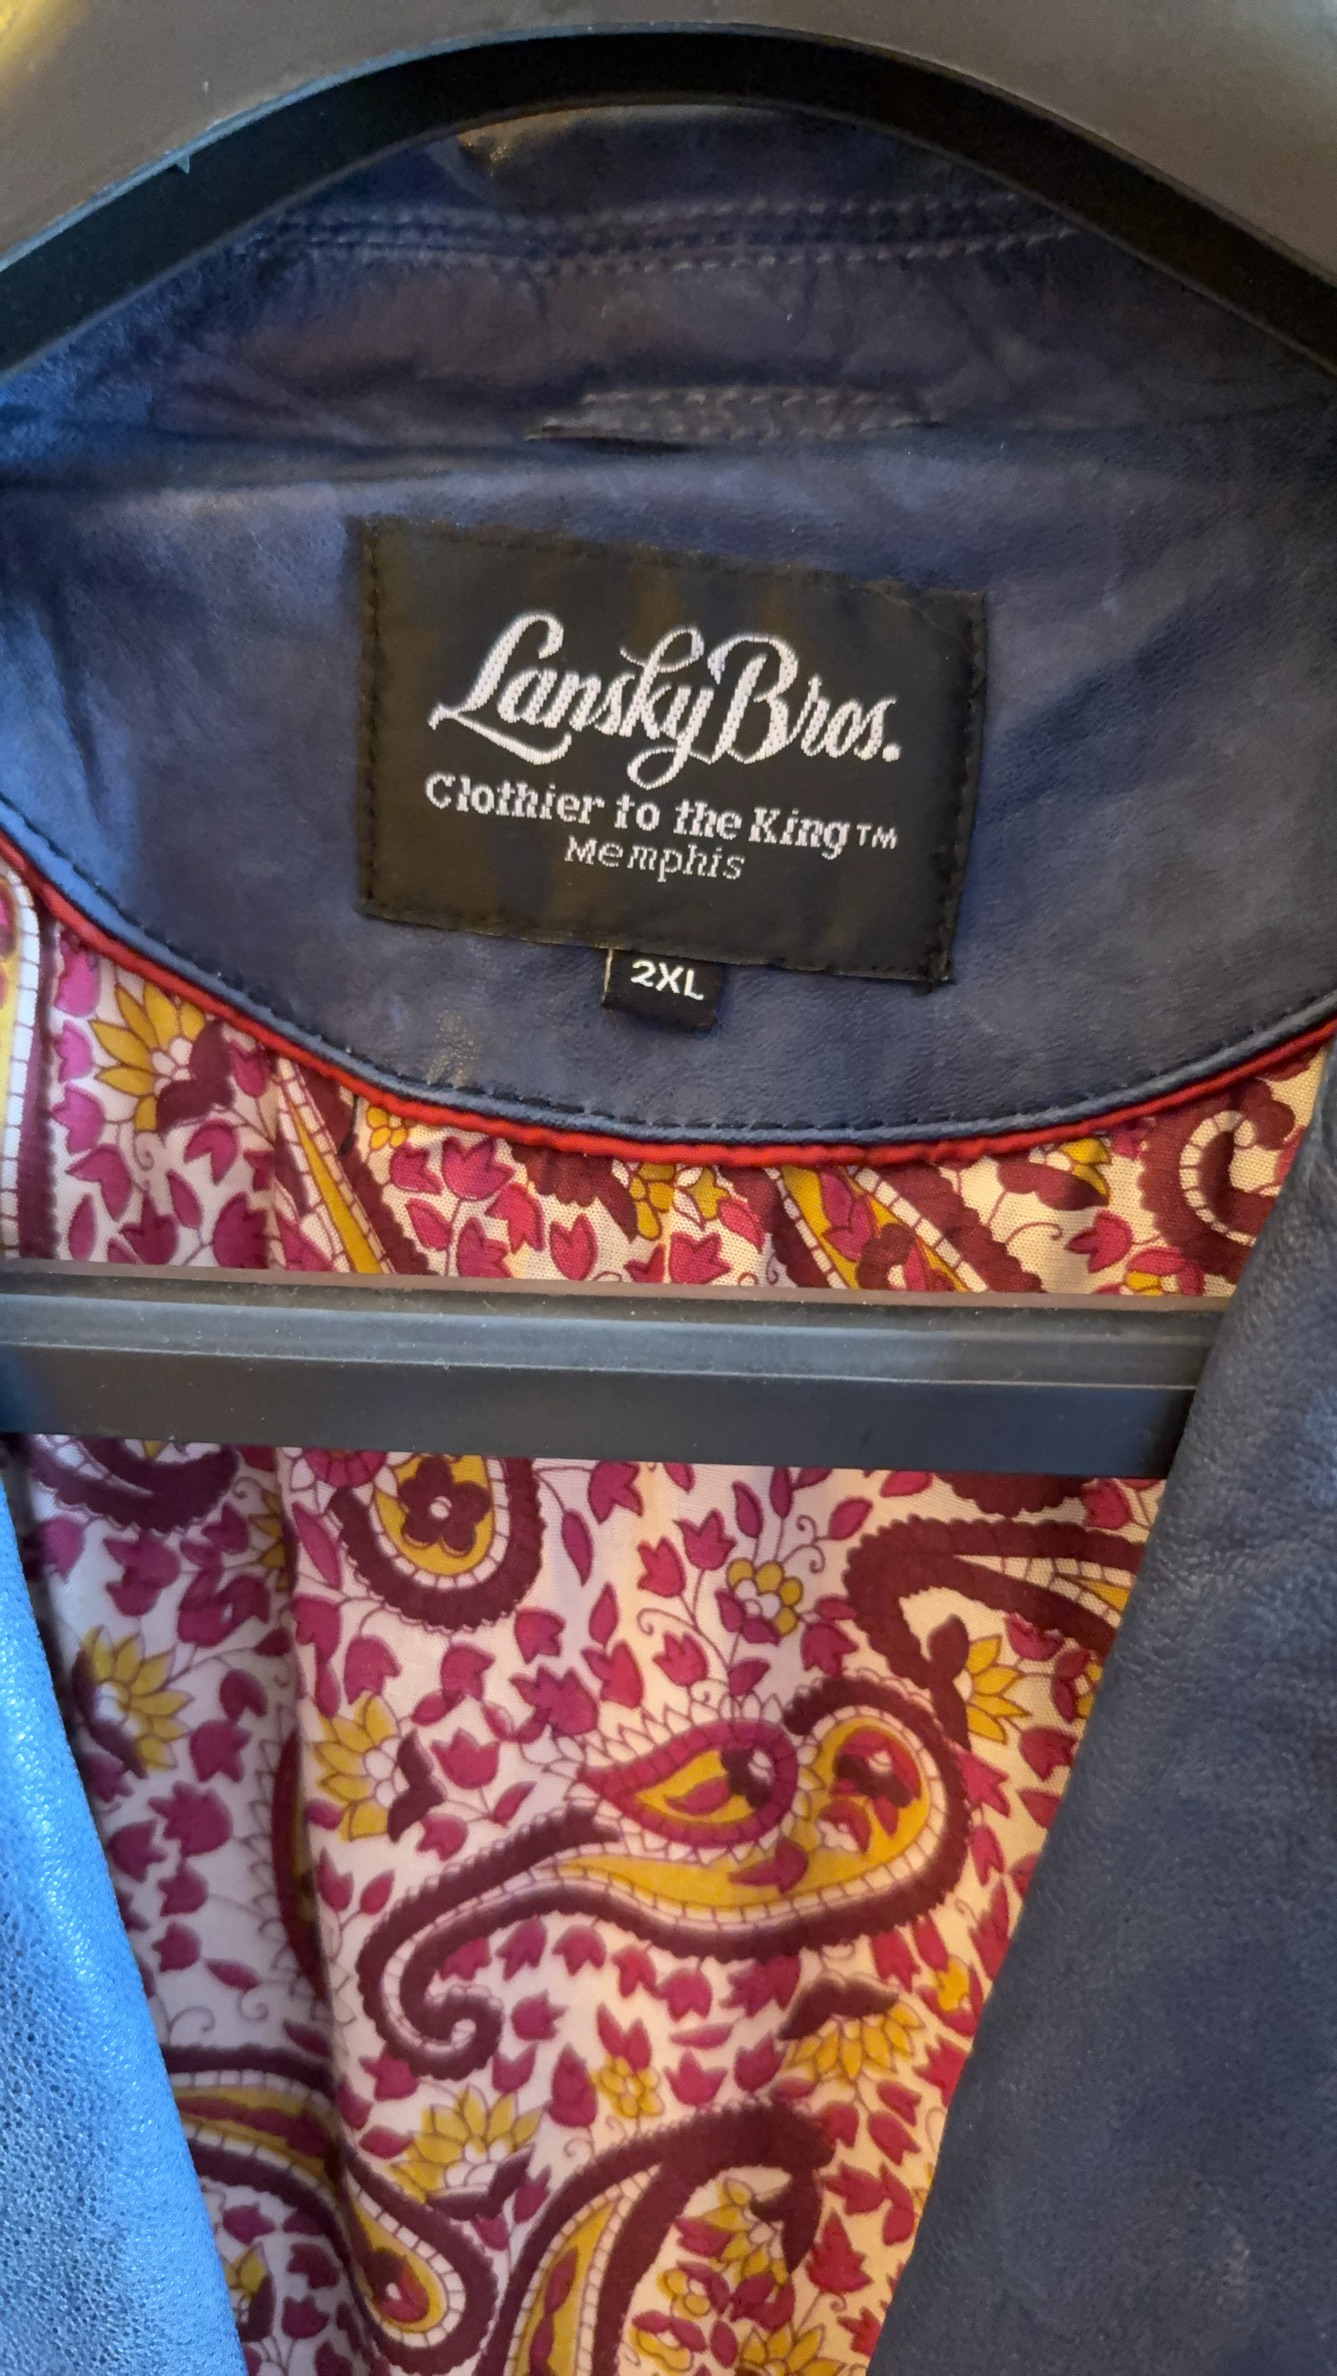 Lansky Bros.
Clothier to the King™
Memphis
2XL